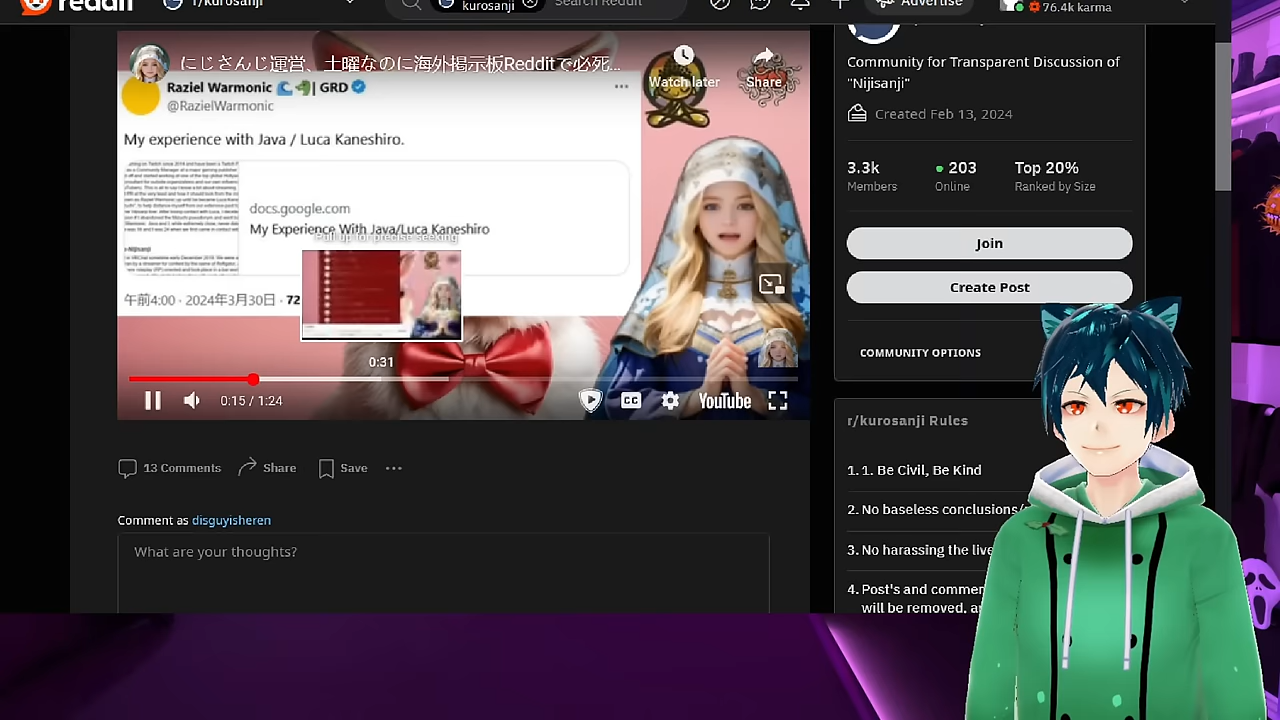 reddit
r/kurosanji
kurosanji
Search Reddit
Advertise
76.4k karma
にじさんじ運営、土曜なのに海外掲示板Redditで必死...
Watch later
Share
Raziel Warmonic 🌊🐉| GRD
@RazielWarmonic
My experience with Java / Luca Kaneshiro.
docs.google.com
My Experience With Java/Luca Kaneshiro
Pull up for precise seeking
午前4:00 · 2024年3月30日 · 72
0:31
0:15 / 1:24
CC
YouTube
13 Comments
Share
Save
Comment as disguyisheren
What are your thoughts?
Community for Transparent Discussion of
"Nijisanji"
Created Feb 13, 2024
3.3k
203
Top 20%
Members
Online
Ranked by Size
Join
Create Post
COMMUNITY OPTIONS
r/kurosanji Rules
1. 1. Be Civil, Be Kind
2. No baseless conclusions/
3. No harassing the live
4. Post's and commen
will be removed, a